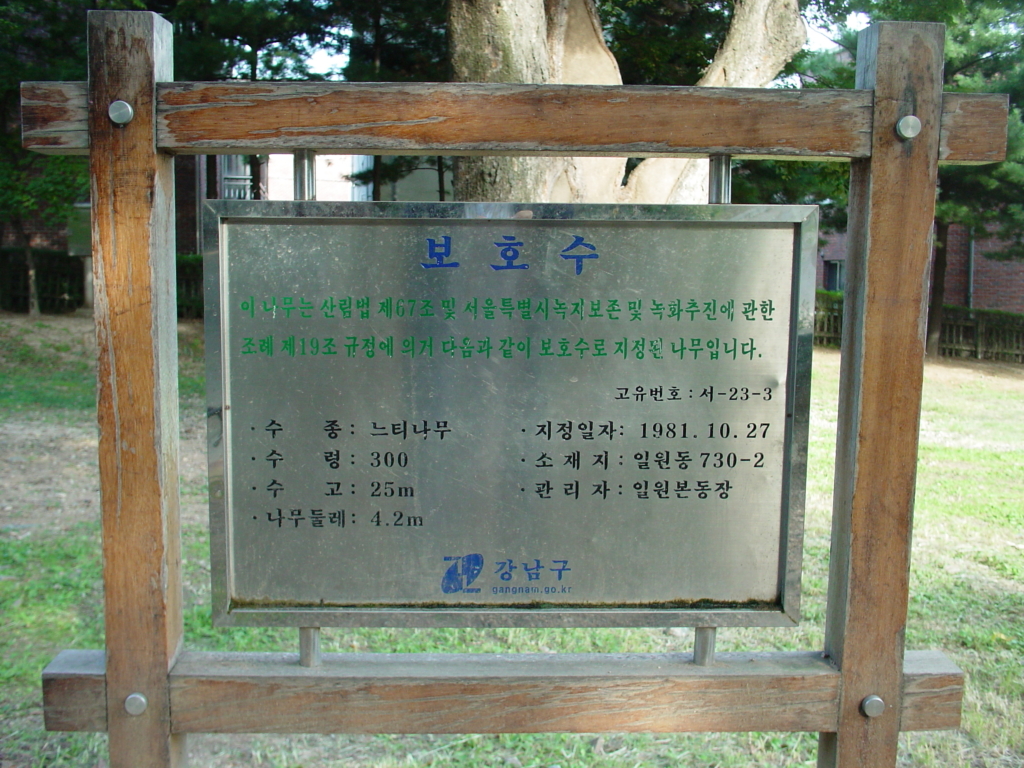 보호수
이 나무는 산림법 제67조 및 서울특별시녹지보존 및 녹화추진에 관한
조례 제19조 규정에 의거 다음과 같이 보호수로 지정된 나무입니다.
고유번호 : 서-23-3
· 수 종 : 느티나무 · 지정일자 : 1981. 10. 27
· 수 령 : 300 · 소 재 지 : 일원동 730-2
· 수 고 : 25m · 관 리 자 : 일원본동장
· 나무둘레 : 4.2m
강남구
gangnam.go.kr